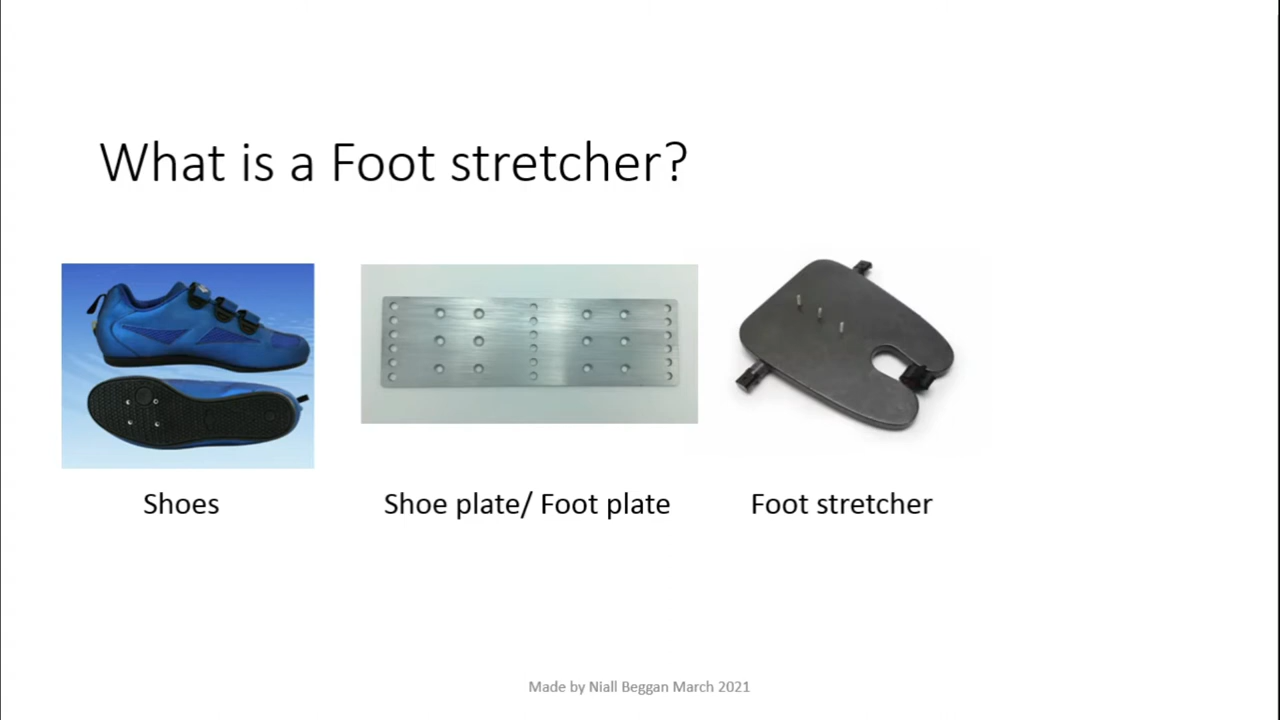 What is a Foot stretcher?
Shoes
Shoe plate/ Foot plate
Foot stretcher
Made by Niall Beggan March 2021